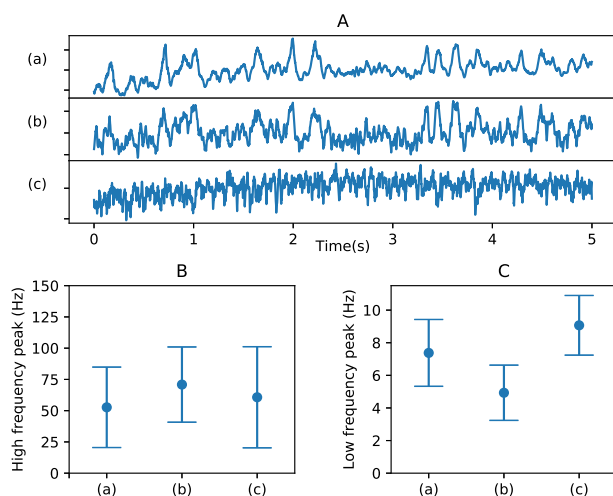 A
(a)
(b)
(c)
0 1 2 3 4 5
Time(s)
B
High frequency peak (Hz)
150
125
100
75
50
25
0
(a) (b) (c)
C
Low frequency peak (Hz)
10
8
6
4
2
0
(a) (b) (c)